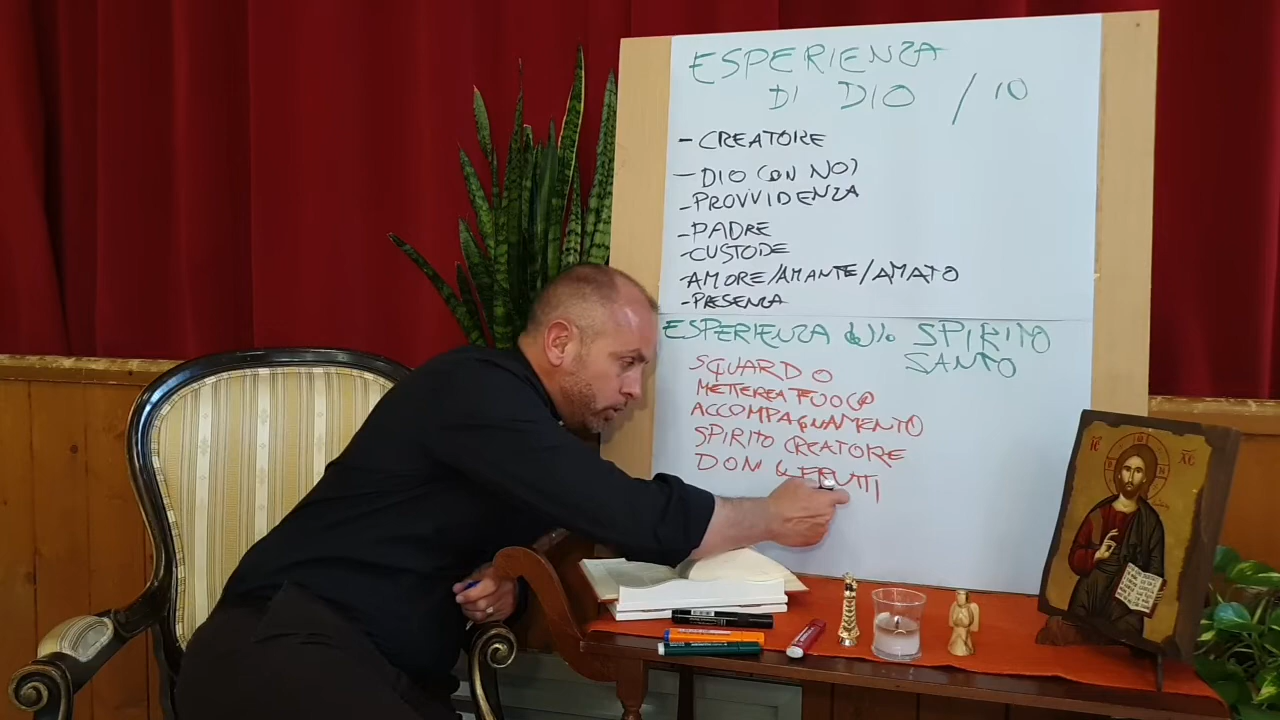 ESPERIENZA
DI DIO / IO
- CREATORE
- DIO CON NOI
- PROVVIDENZA
- PADRE
- CUSTODE
- AMORE/AMANTE/AMATO
- PRESENZA
ESPERIENZA dello SPIRITO
SANTO
SGUARDO
METTERE A FUOCO
ACCOMPAGNAMENTO
SPIRITO CREATORE
DONI & FRUTTI
IC XC